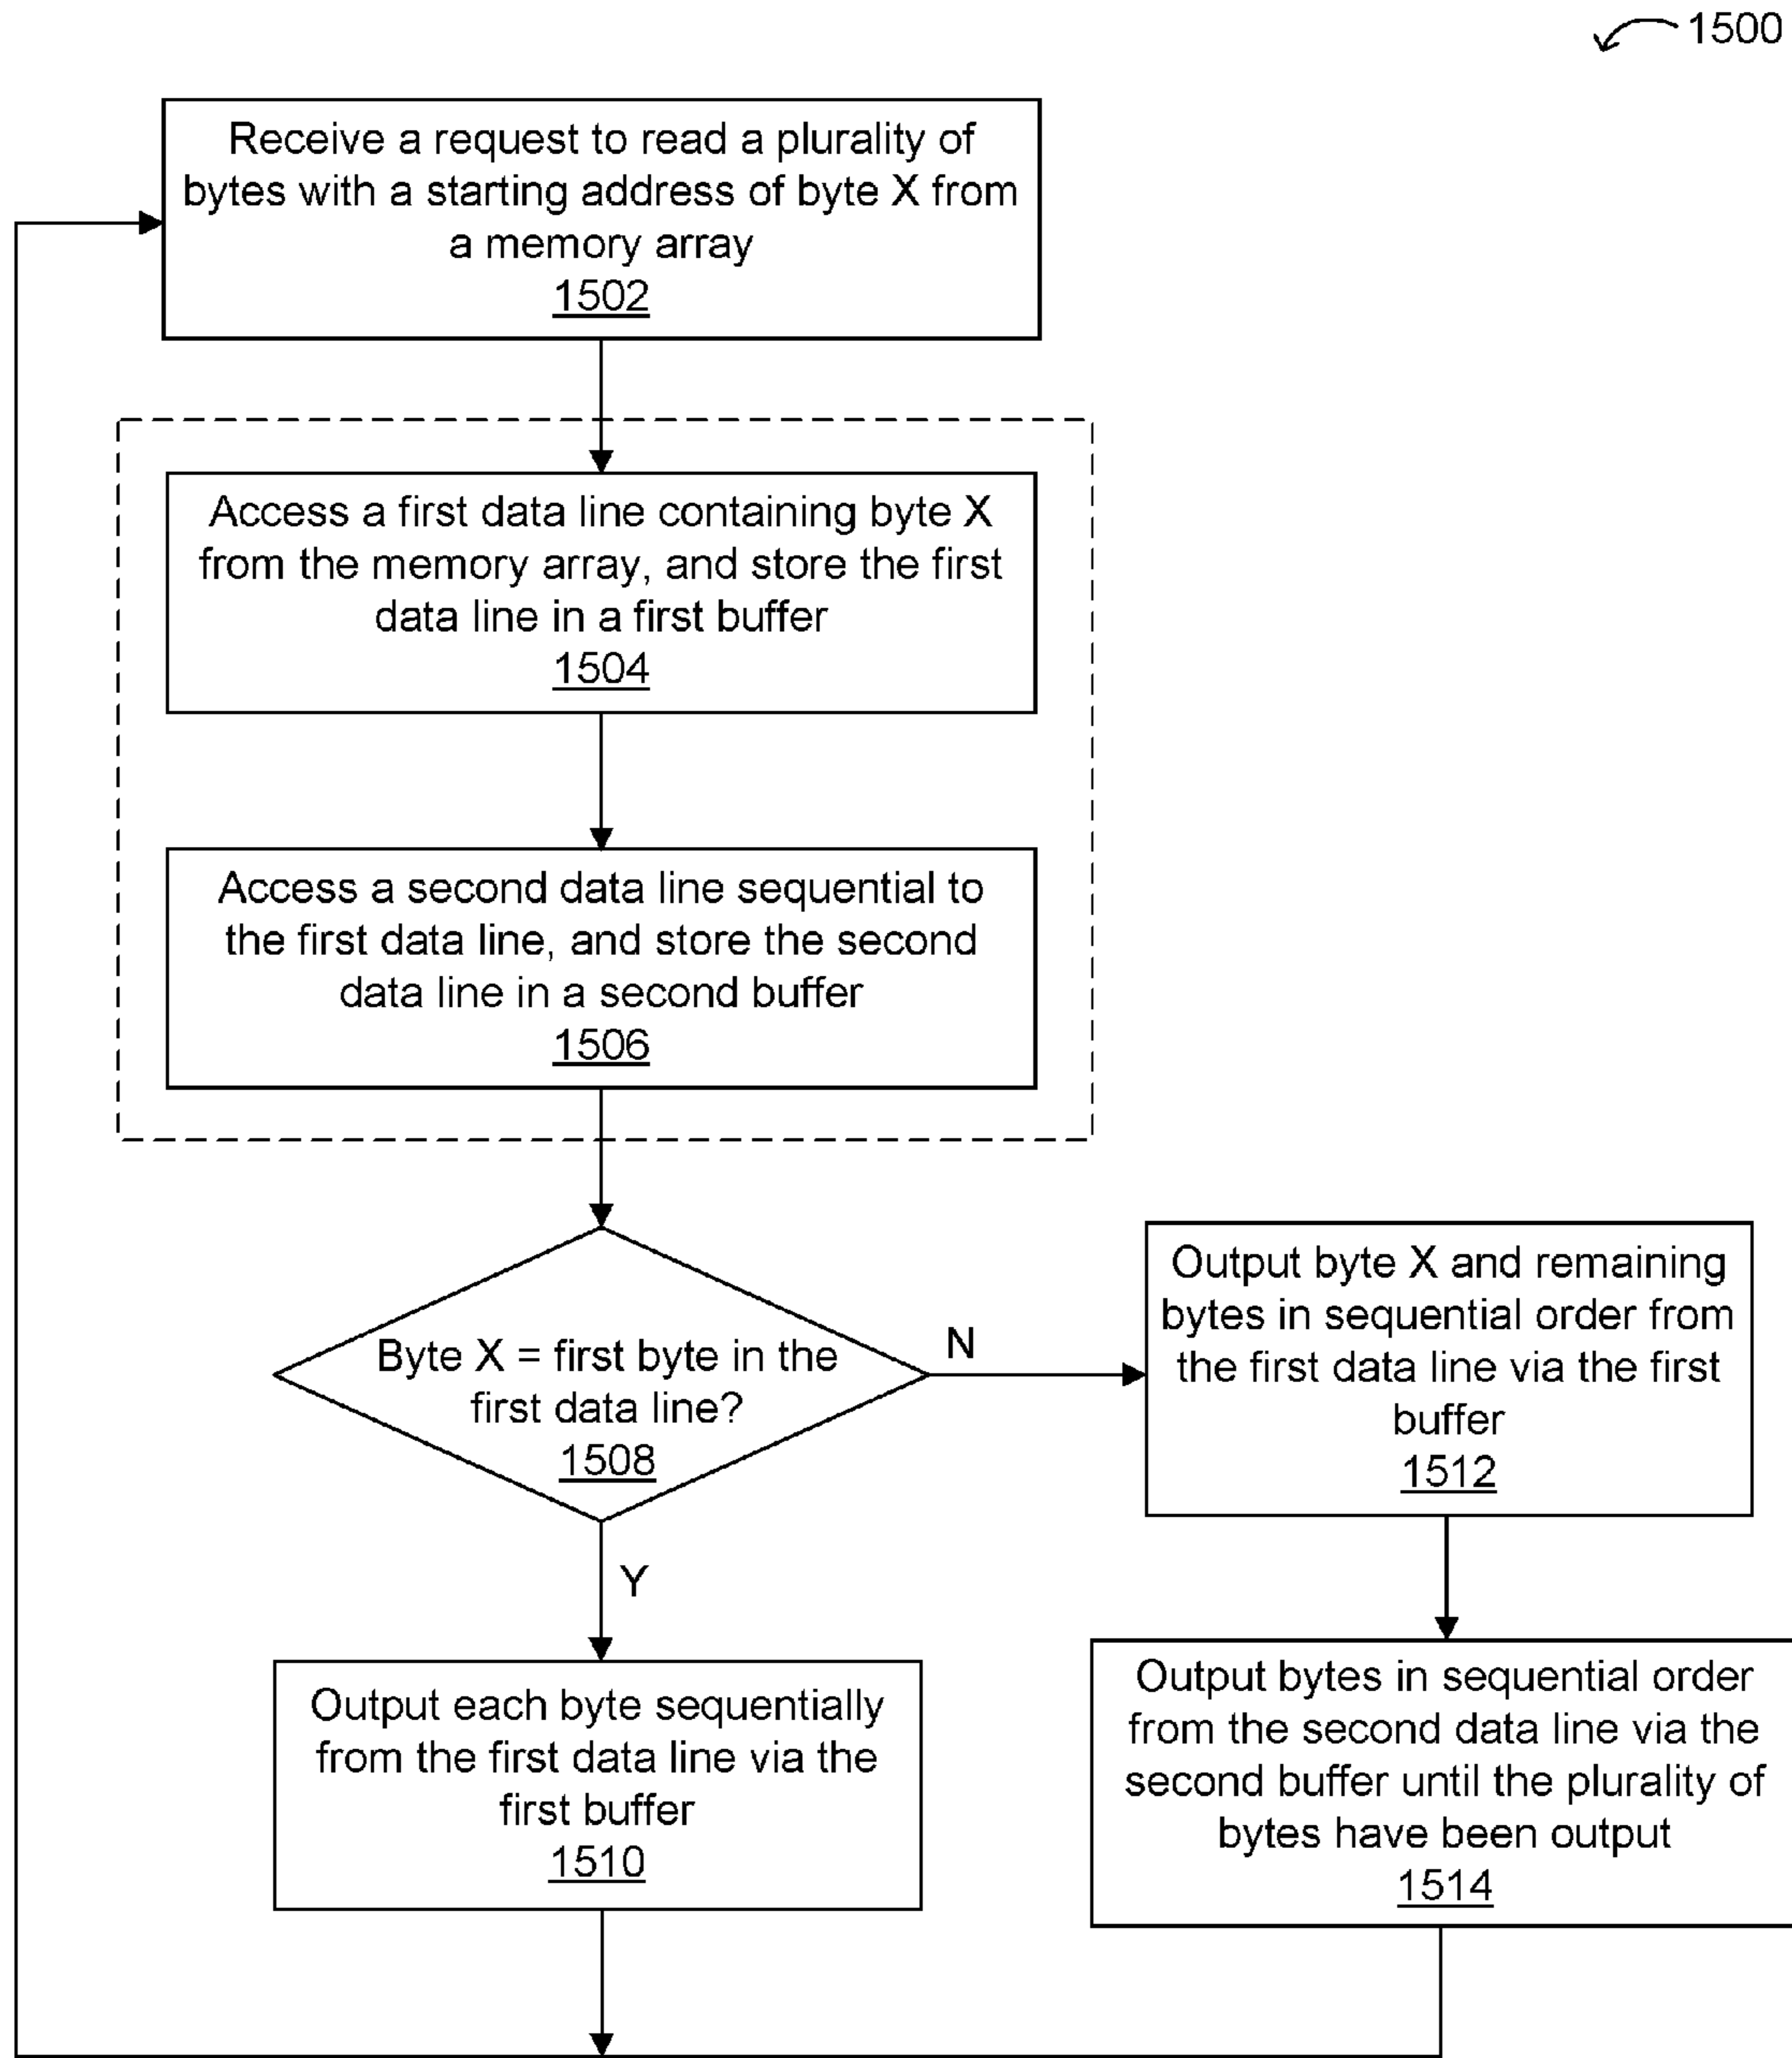 1500
Receive a request to read a plurality of
bytes with a starting address of byte X from
a memory array
1502
Access a first data line containing byte X
from the memory array, and store the first
data line in a first buffer
1504
Access a second data line sequential to
the first data line, and store the second
data line in a second buffer
1506
Byte X = first byte in the
first data line?
1508
N
Y
Output byte X and remaining
bytes in sequential order from
the first data line via the first
buffer
1512
Output each byte sequentially
from the first data line via the
first buffer
1510
Output bytes in sequential order
from the second data line via the
second buffer until the plurality of
bytes have been output
1514